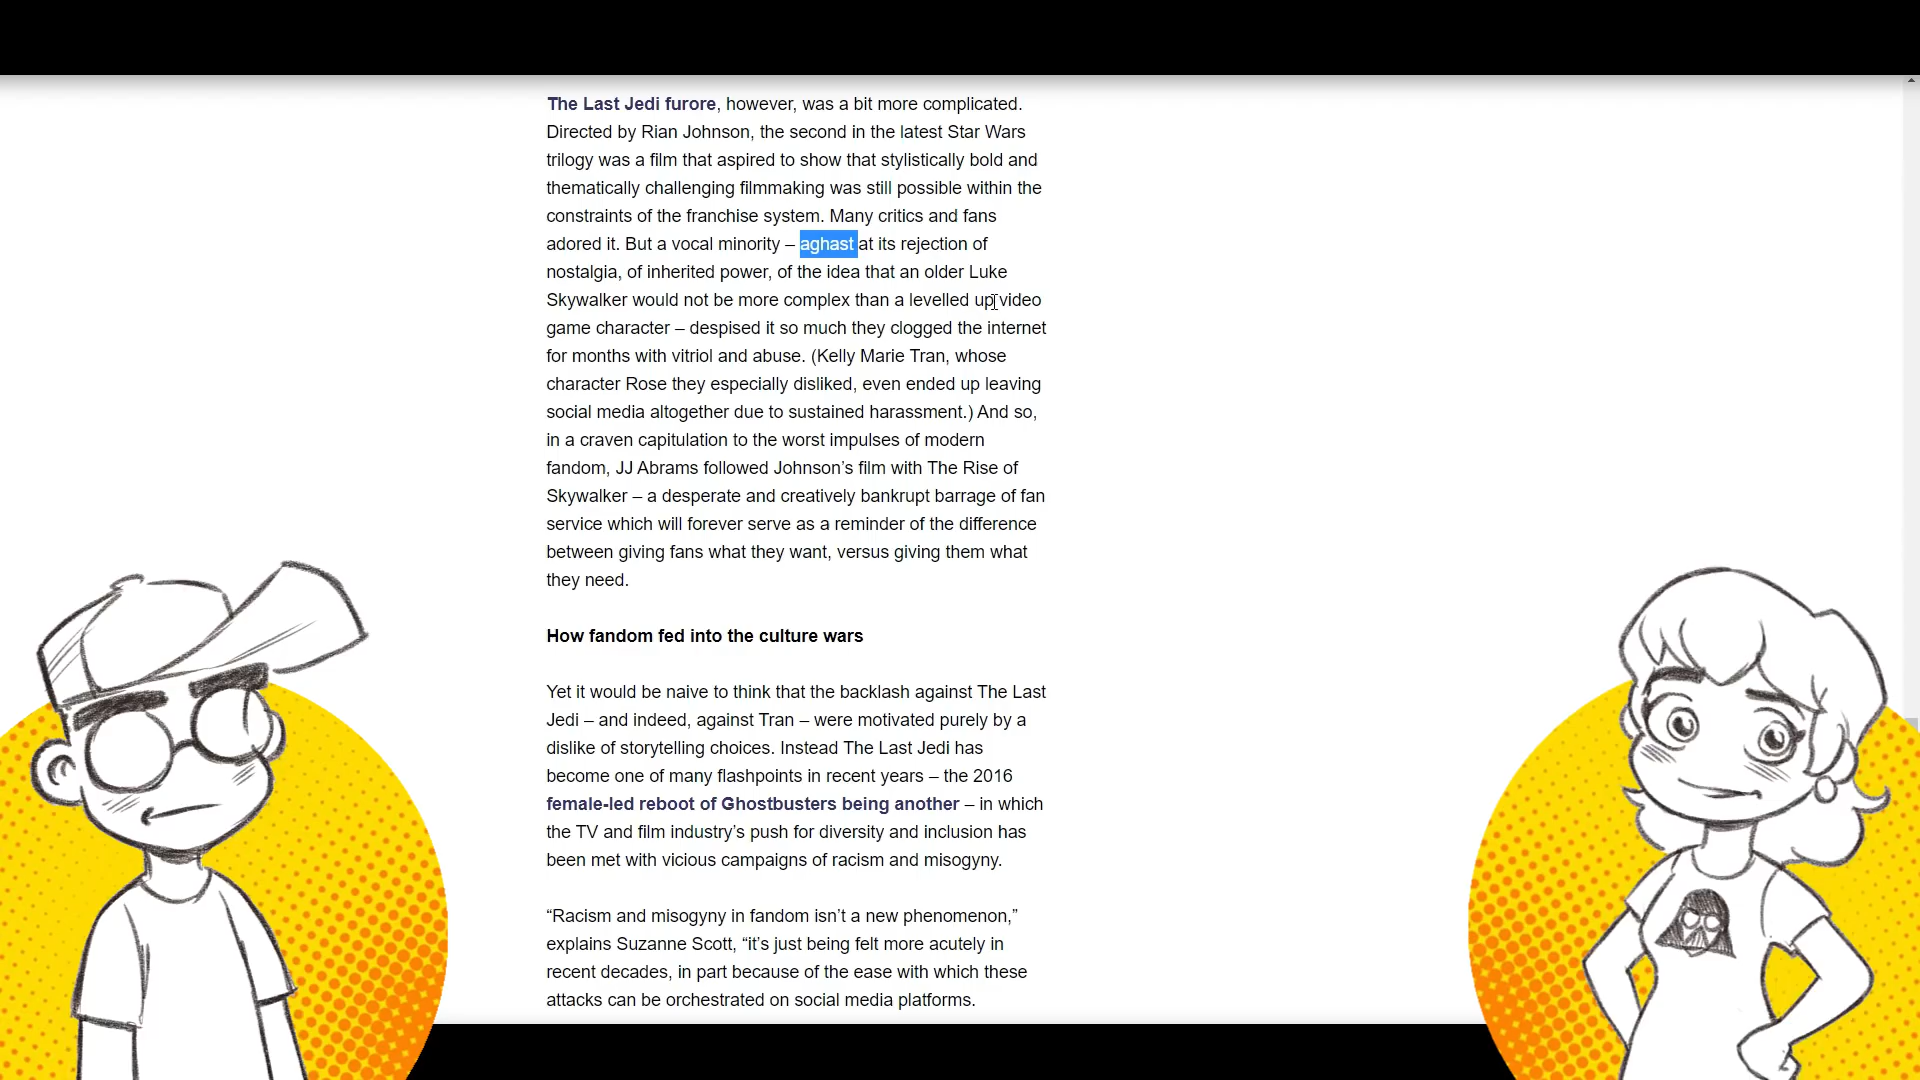 The Last Jedi furore, however, was a bit more complicated.
Directed by Rian Johnson, the second in the latest Star Wars
trilogy was a film that aspired to show that stylistically bold and
thematically challenging filmmaking was still possible within the
constraints of the franchise system. Many critics and fans
adored it. But a vocal minority – aghast at its rejection of
nostalgia, of inherited power, of the idea that an older Luke
Skywalker would not be more complex than a levelled up video
game character – despised it so much they clogged the internet
for months with vitriol and abuse. (Kelly Marie Tran, whose
character Rose they especially disliked, even ended up leaving
social media altogether due to sustained harassment.) And so,
in a craven capitulation to the worst impulses of modern
fandom, JJ Abrams followed Johnson’s film with The Rise of
Skywalker – a desperate and creatively bankrupt barrage of fan
service which will forever serve as a reminder of the difference
between giving fans what they want, versus giving them what
they need.
How fandom fed into the culture wars
Yet it would be naive to think that the backlash against The Last
Jedi – and indeed, against Tran – were motivated purely by a
dislike of storytelling choices. Instead The Last Jedi has
become one of many flashpoints in recent years – the 2016
female-led reboot of Ghostbusters being another – in which
the TV and film industry’s push for diversity and inclusion has
been met with vicious campaigns of racism and misogyny.
“Racism and misogyny in fandom isn’t a new phenomenon,”
explains Suzanne Scott, “it’s just being felt more acutely in
recent decades, in part because of the ease with which these
attacks can be orchestrated on social media platforms.